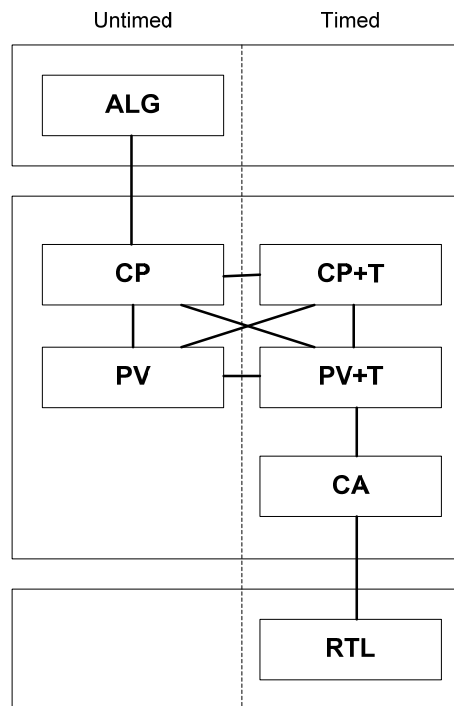 Untimed Timed
ALG
CP CP+T
PV PV+T
CA
RTL